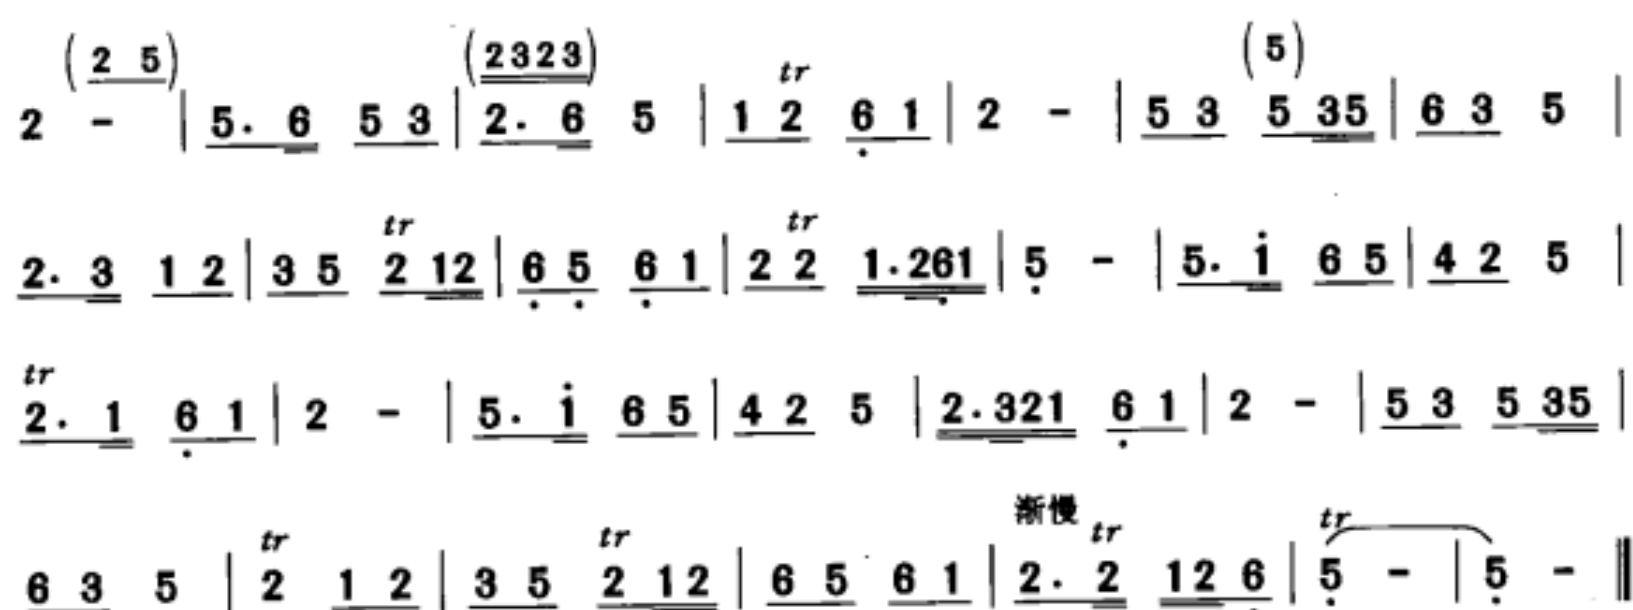 (2 5) (2323) (5)
tr
2 - | 5. 6 5 3 | 2. 6 5 | 1 2 6̣ 1 | 2 - | 5 3 5 35 | 6 3 5 |
tr tr
2. 3 1 2 | 3 5 2 12 | 6̣ 5̣ 6̣ 1 | 2 2 1.26̣1 | 5̣ - | 5. i 6 5 | 4 2 5 |
tr
2. 1 6̣ 1 | 2 - | 5. i 6 5 | 4 2 5 | 2.321 6̣ 1 | 2 - | 5 3 5 35 |
渐慢
tr tr tr tr
6 3 5 | 2 1 2 | 3 5 2 12 | 6 5 6 1 | 2. 2 12 6̣ | 5̣ - | 5̣ - ‖